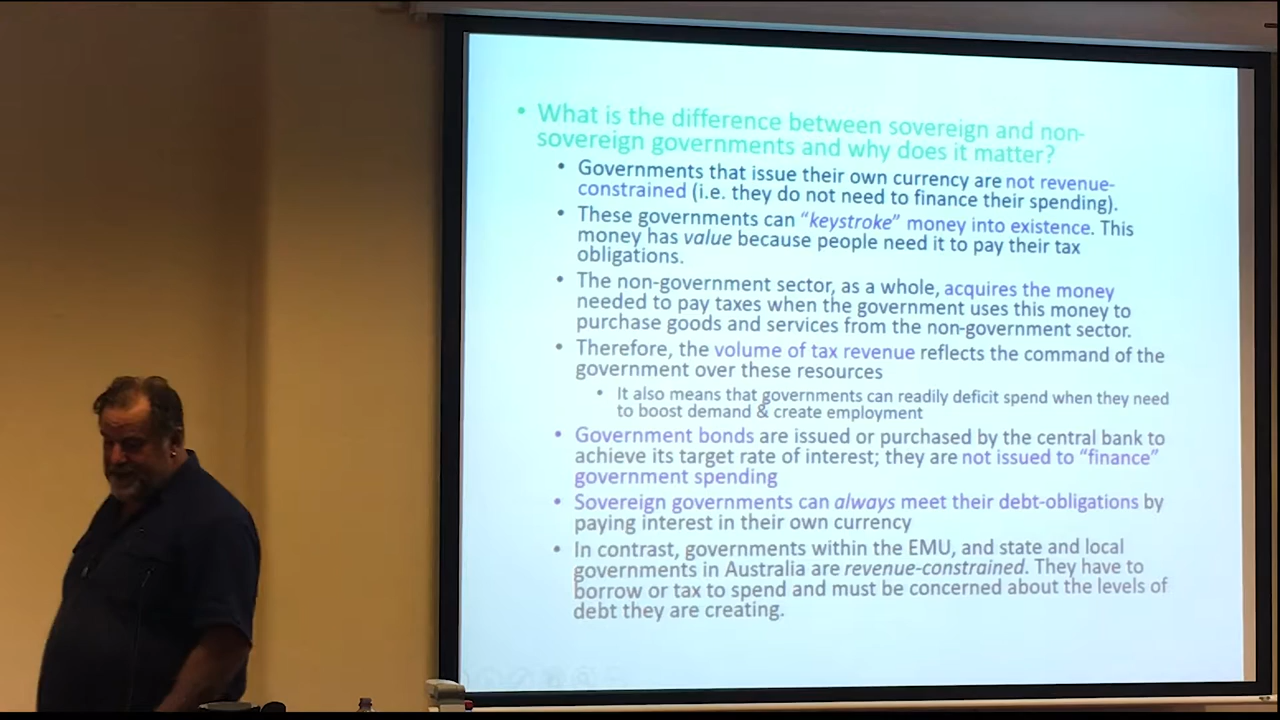 • What is the difference between sovereign and non-
sovereign governments and why does it matter?
• Governments that issue their own currency are not revenue-
constrained (i.e. they do not need to finance their spending).
• These governments can “keystroke” money into existence. This
money has value because people need it to pay their tax
obligations.
• The non-government sector, as a whole, acquires the money
needed to pay taxes when the government uses this money to
purchase goods and services from the non-government sector.
• Therefore, the volume of tax revenue reflects the command of the
government over these resources
• It also means that governments can readily deficit spend when they need
to boost demand & create employment
• Government bonds are issued or purchased by the central bank to
achieve its target rate of interest; they are not issued to “finance”
government spending
• Sovereign governments can always meet their debt-obligations by
paying interest in their own currency
• In contrast, governments within the EMU, and state and local
governments in Australia are revenue-constrained. They have to
borrow or tax to spend and must be concerned about the levels of
debt they are creating.